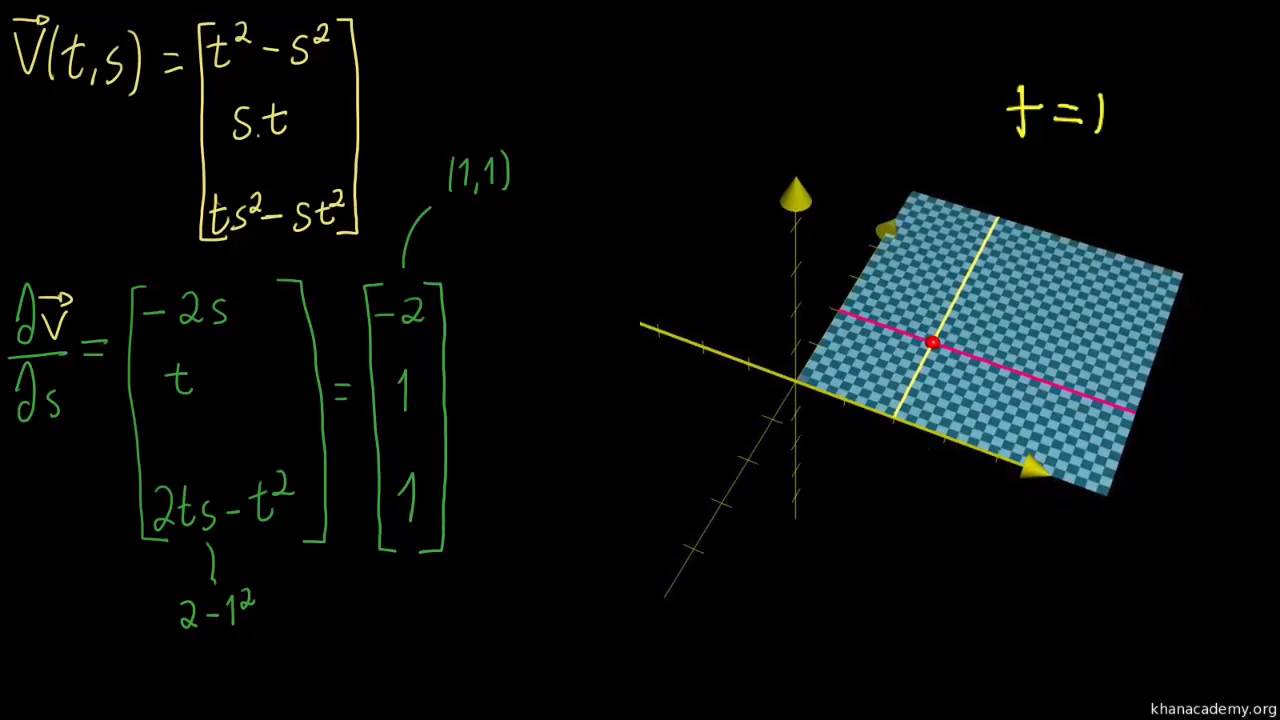 V⃗(t,s) = [t² - s²
s.t
ts² - st²]
t = 1
(1,1)
∂V⃗/∂s = [-2s
t
2ts - t²] = [-2
1
1]
2 - 1²
khanacademy.org